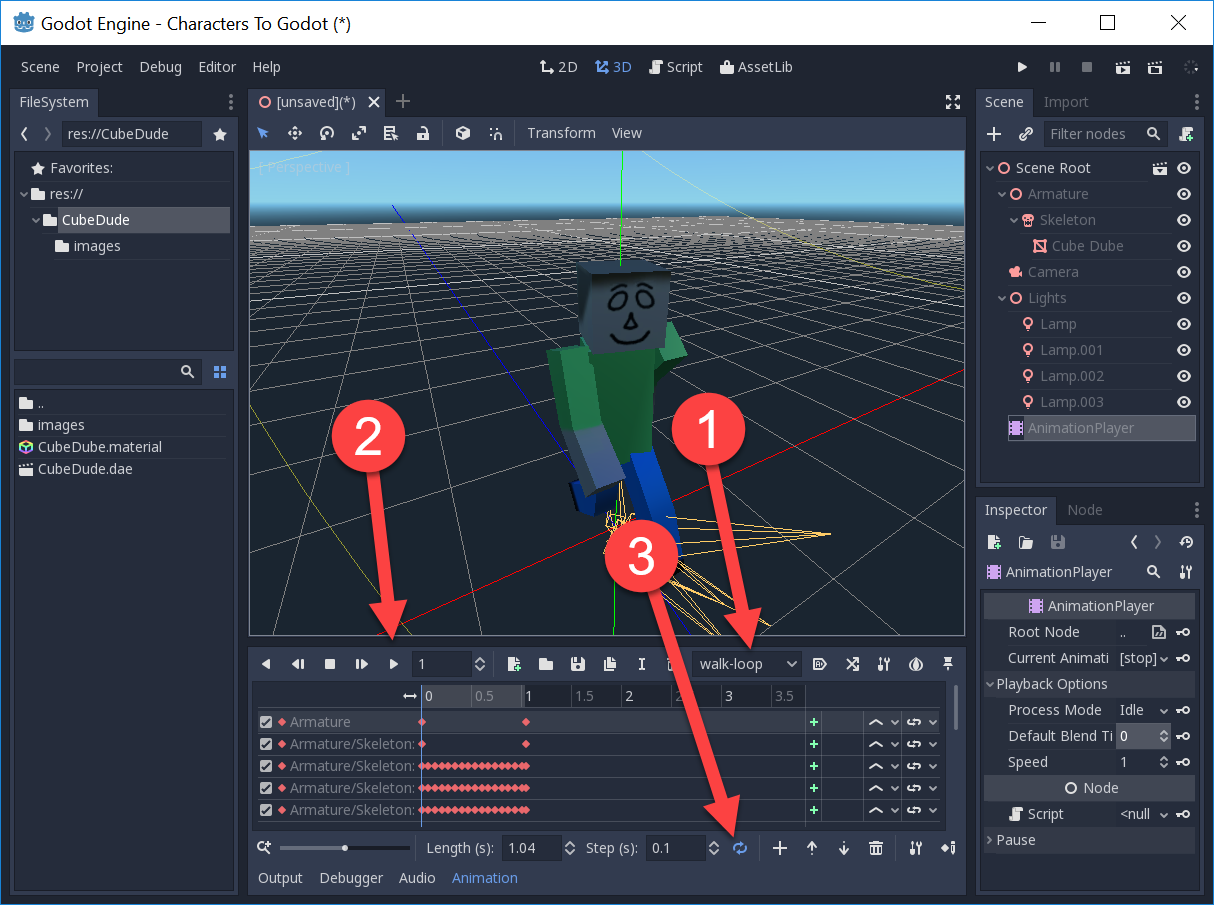 Godot Engine - Characters To Godot (*)
Scene Project Debug Editor Help
2D 3D Script AssetLib
FileSystem
[unsaved](*)
Scene Import
res://CubeDude
Transform View
Filter nodes
Favorites:
res://
CubeDude
images
[ Perspective ]
Scene Root
Armature
Skeleton
Cube Dube
Camera
Lights
Lamp
Lamp.001
Lamp.002
Lamp.003
AnimationPlayer
..
images
CubeDube.material
CubeDude.dae
2
1
3
Inspector Node
AnimationPlayer
AnimationPlayer
Root Node ..
Current Animati [stop]
Playback Options
Process Mode Idle
Default Blend Ti 0
Speed 1
Node
Script <null
Pause
1 walk-loop
0 0.5 1 1.5 2 3 3.5
Armature
Armature/Skeleton:
Armature/Skeleton:
Armature/Skeleton:
Armature/Skeleton:
Length (s): 1.04 Step (s): 0.1
Output Debugger Audio Animation